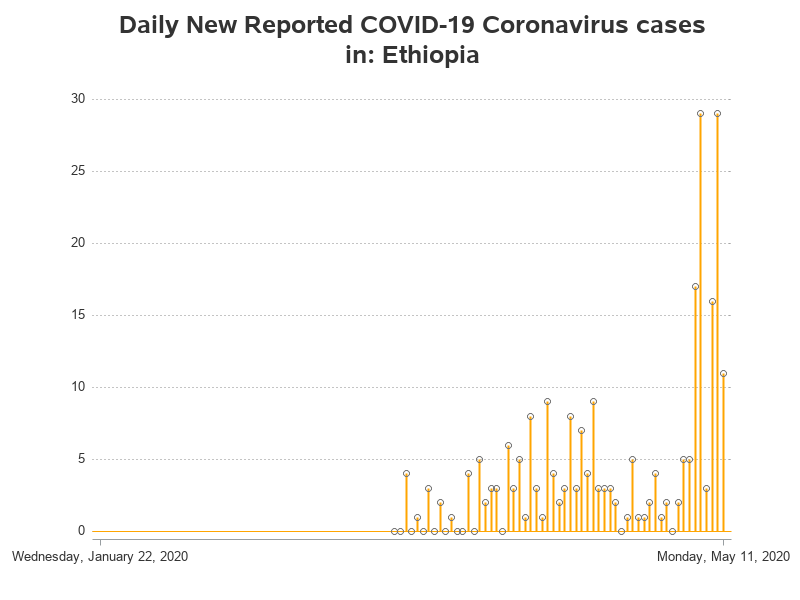 Daily New Reported COVID-19 Coronavirus cases
in: Ethiopia
30
25
20
15
10
5
0
Wednesday, January 22, 2020
Monday, May 11, 2020